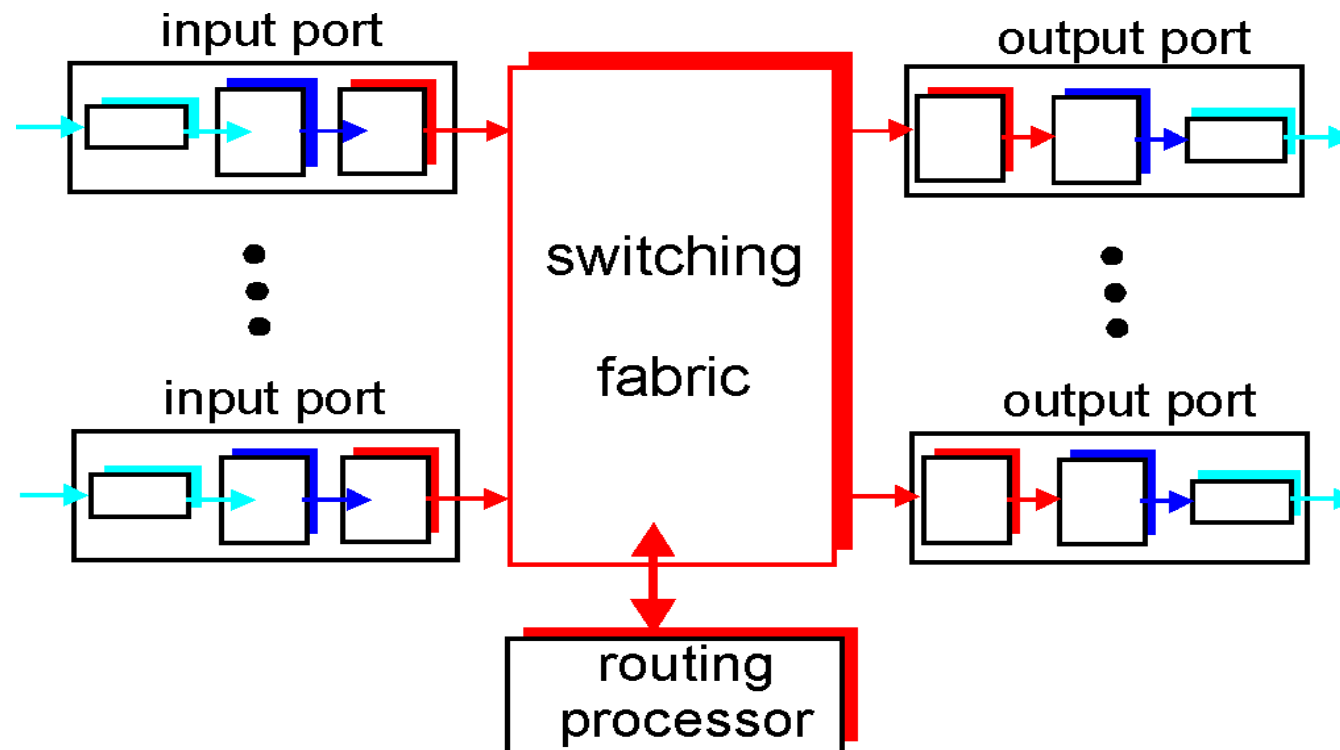 input port
output port
switching
fabric
input port
output port
routing
processor